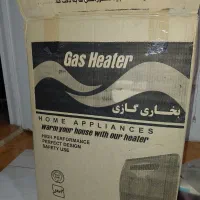 Gas Heater
بخاری گازی
HOME APPLIANCES
Warm your house with our heater
HIGH PERFORMANCE
PERFECT DESIGN
SAFETY USE